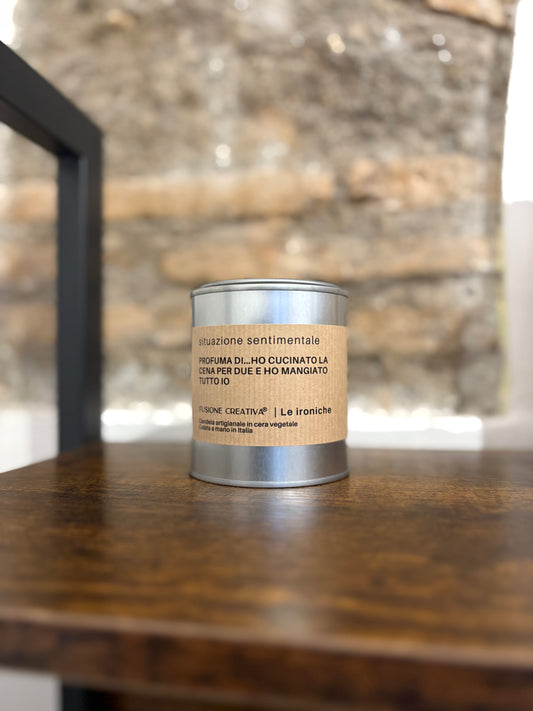 situazione sentimentale
PROFUMA DI...HO CUCINATO LA
CENA PER DUE E HO MANGIATO
TUTTO IO
FUSIONE CREATIVA® | Le ironiche
Candela artigianale in cera vegetale
Colata a mano in Italia